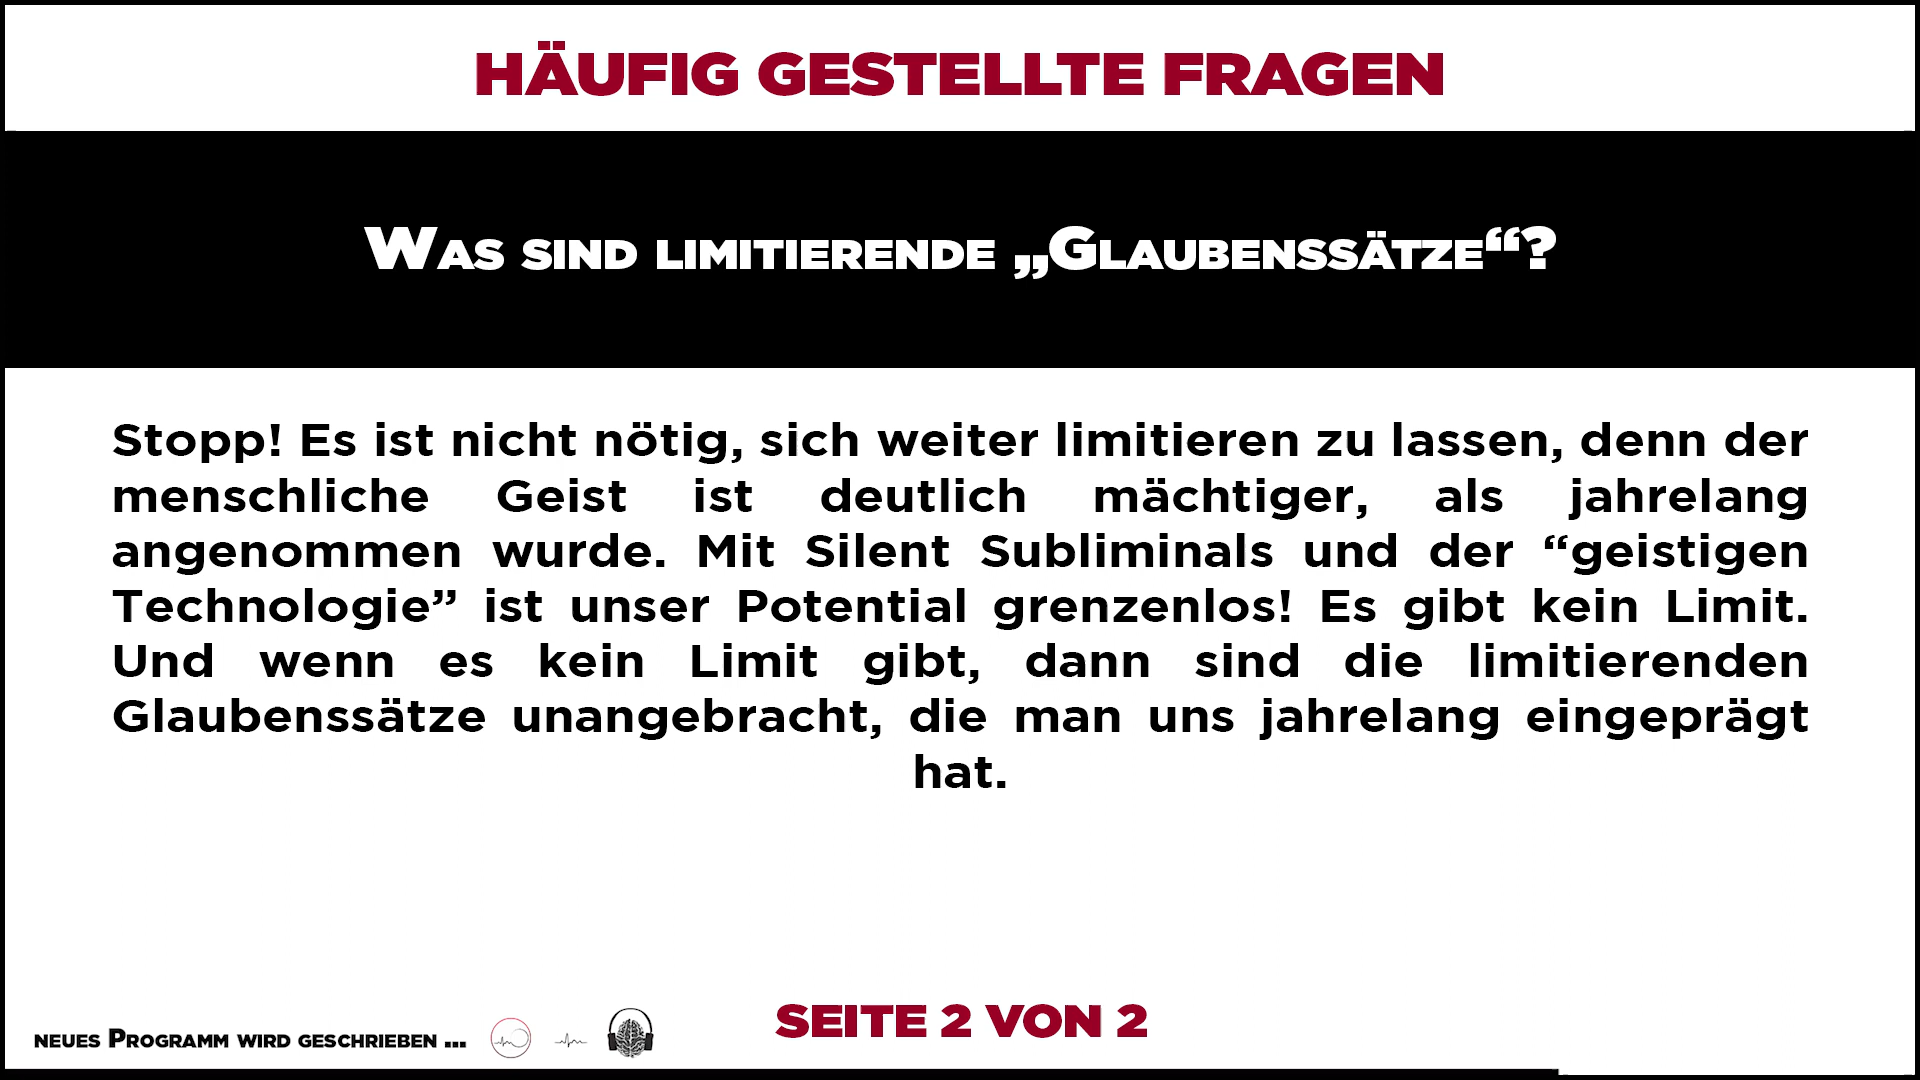 HÄUFIG GESTELLTE FRAGEN
WAS SIND LIMITIERENDE „GLAUBENSSÄTZE“?
Stopp! Es ist nicht nötig, sich weiter limitieren zu lassen, denn der
menschliche Geist ist deutlich mächtiger, als jahrelang
angenommen wurde. Mit Silent Subliminals und der “geistigen
Technologie” ist unser Potential grenzenlos! Es gibt kein Limit.
Und wenn es kein Limit gibt, dann sind die limitierenden
Glaubenssätze unangebracht, die man uns jahrelang eingeprägt
hat.
SEITE 2 VON 2
NEUES PROGRAMM WIRD GESCHRIEBEN ...